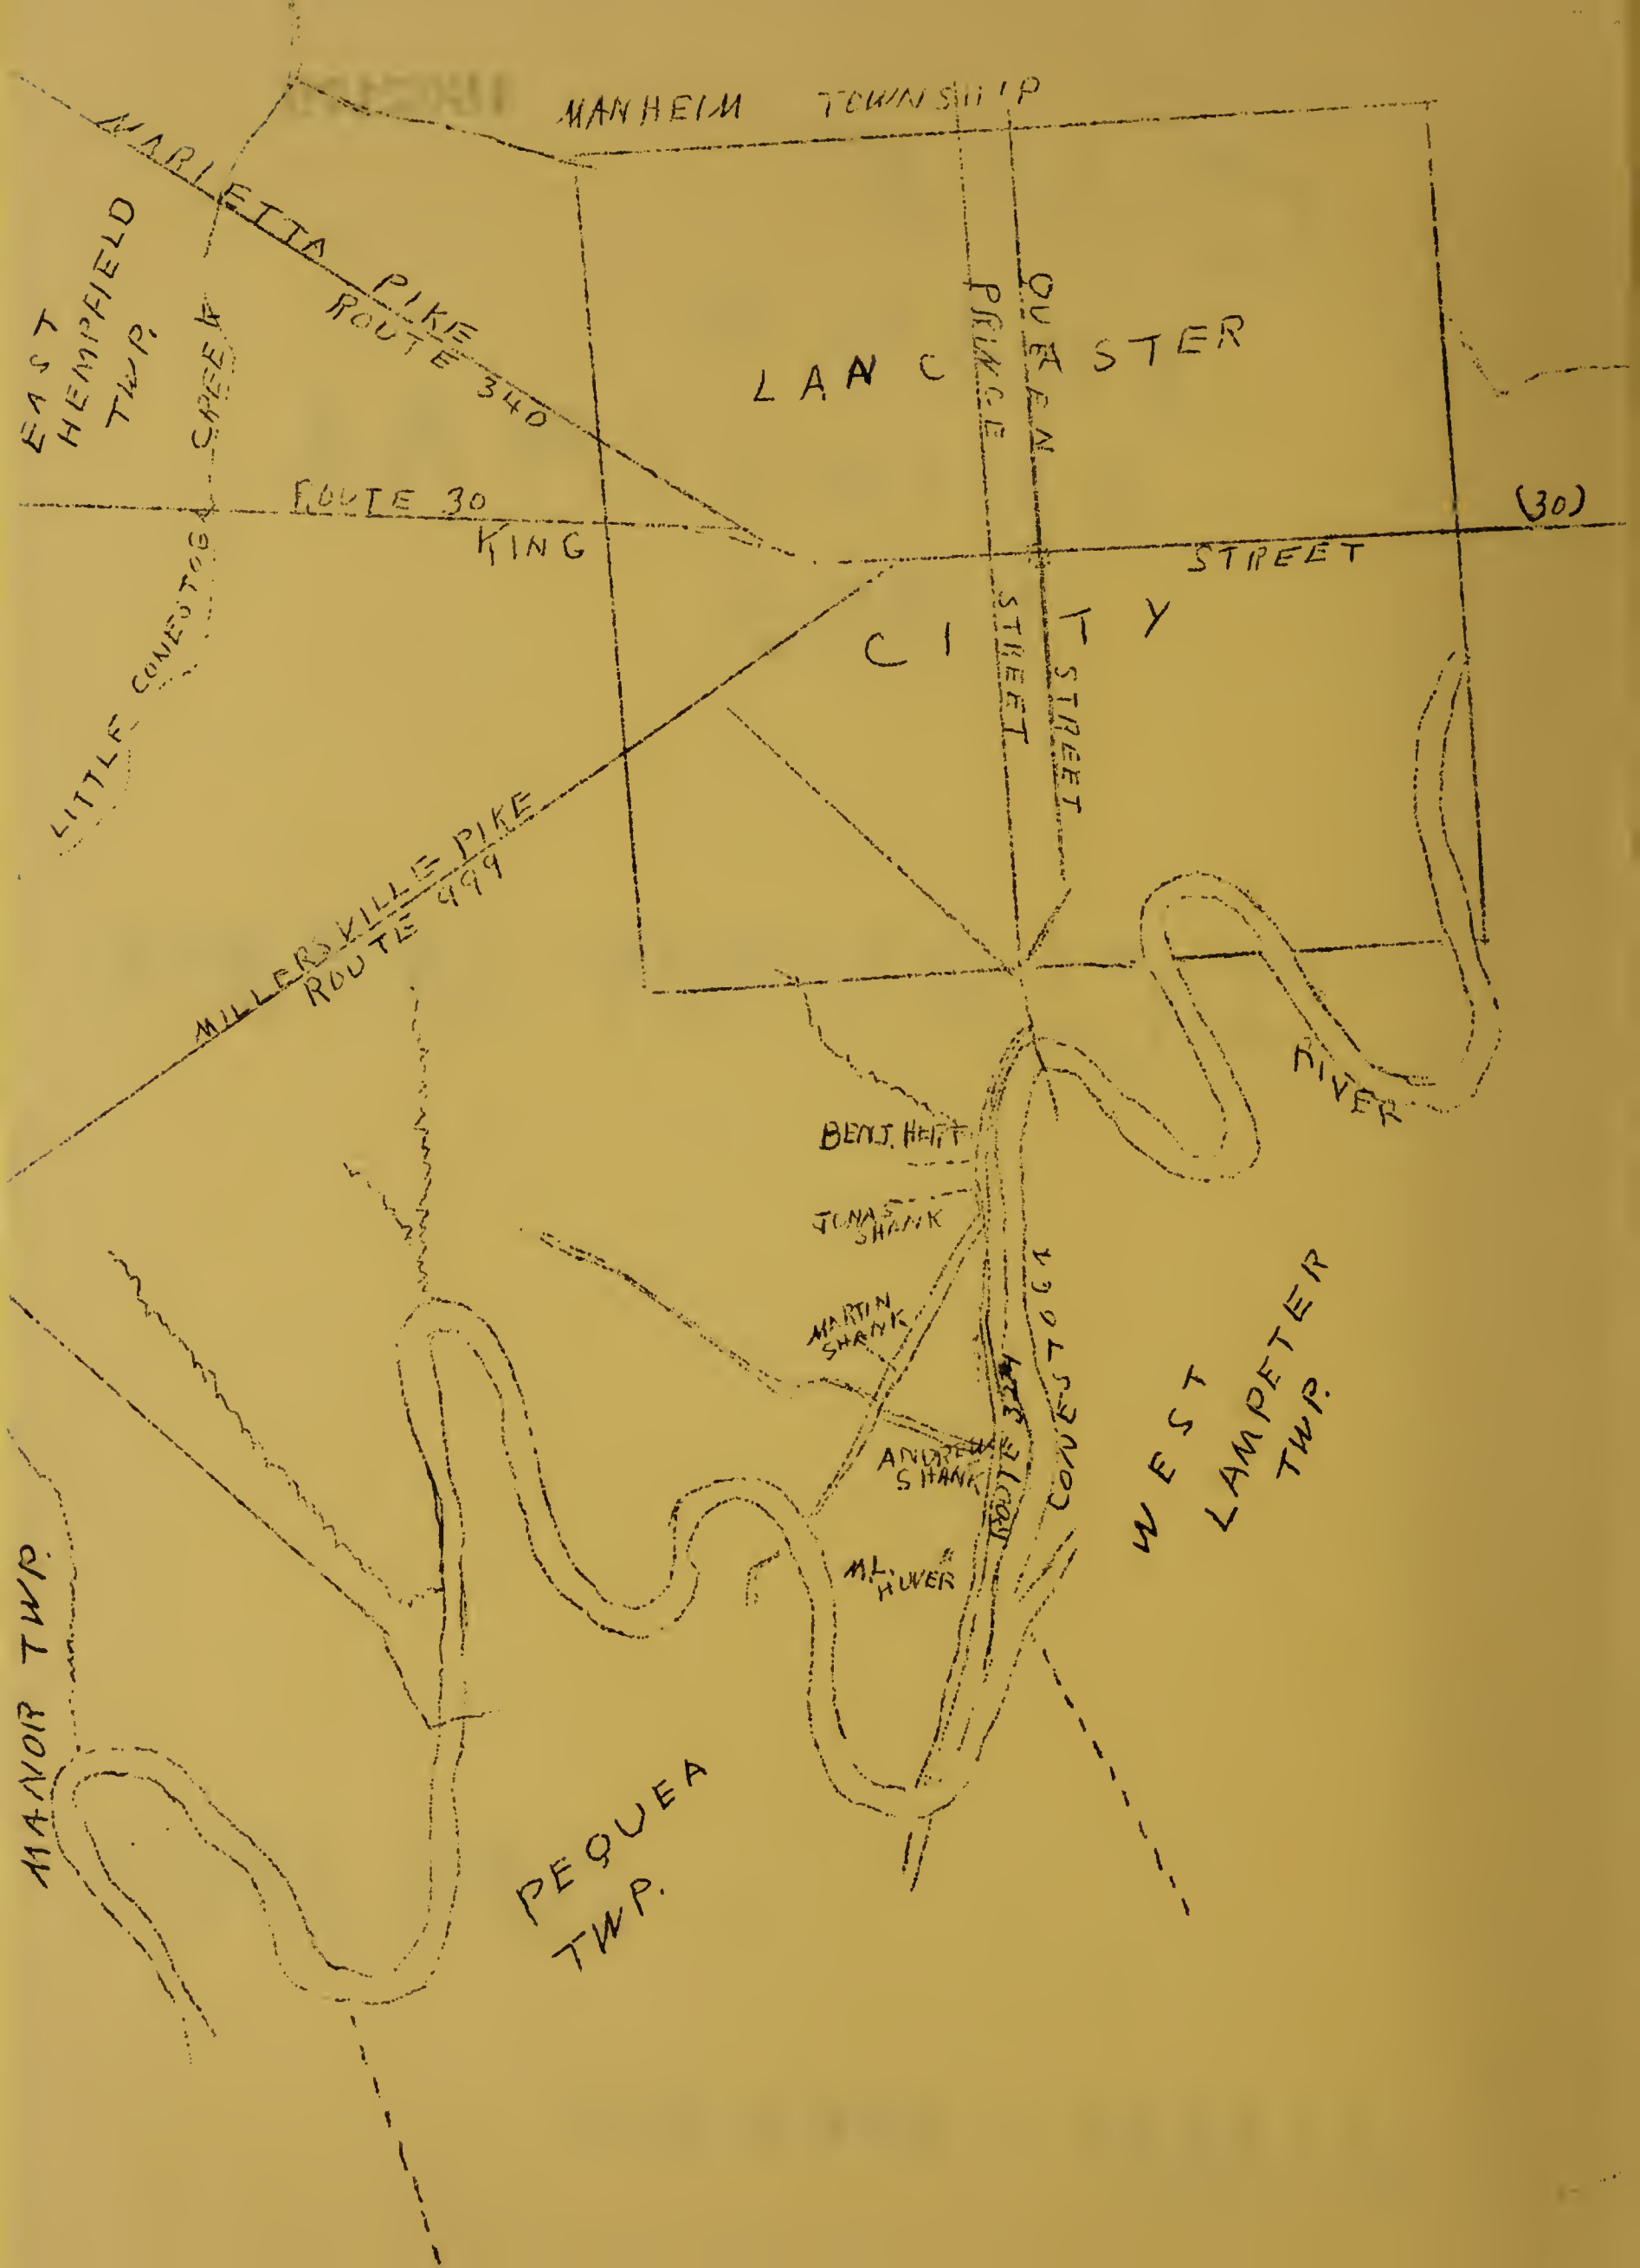 MANHEIM TOWNSHIP
MARIETTA PIKE
ROUTE 340
EAST
HEMPFIELD
TWP.
LANCASTER
CITY
PRINCE STREET
QUEEN STREET
ROUTE 30
KING STREET
(30)
LITTLE CONESTOGA CREEK
MILLERSVILLE PIKE
ROUTE 999
RIVER
BENJ. HERR
JONAS
SHANK
MARTIN
SHANK
ANDREW
SHANK
ROUTE 324
CONESTOGA
M.L.
HUVER
WEST
LAMPETER
TWP.
MANOR TWP.
PEQUEA
TWP.